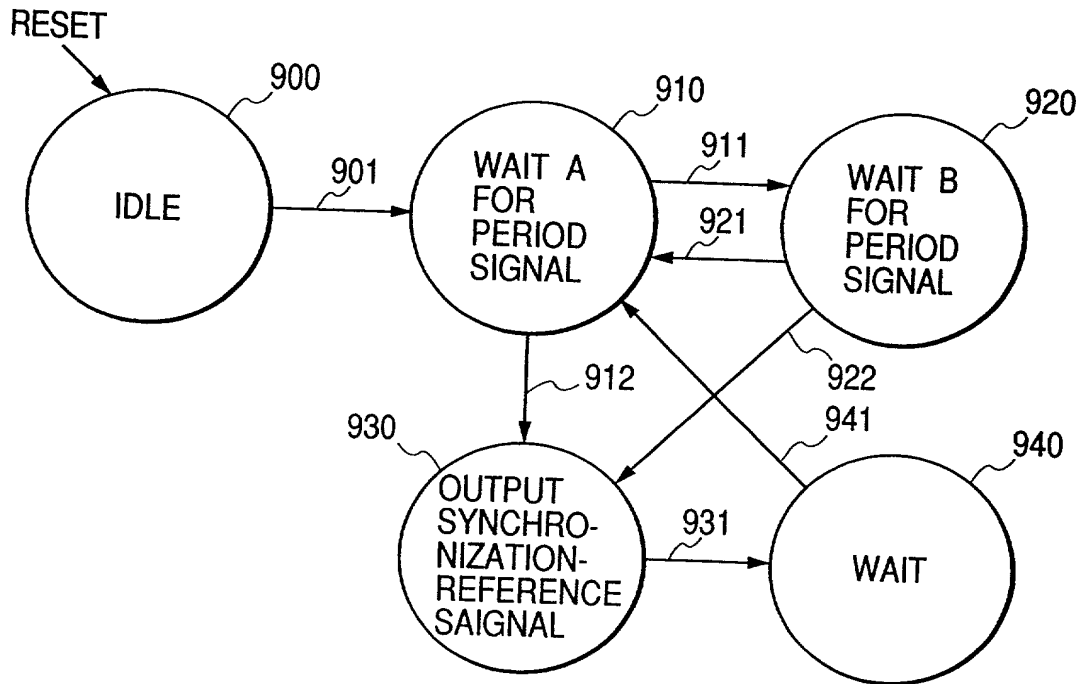 RESET
900
IDLE
901
910
WAIT A
FOR
PERIOD
SIGNAL
911
921
920
WAIT B
FOR
PERIOD
SIGNAL
912
922
941
930
OUTPUT
SYNCHRO-
NIZATION-
REFERENCE
SAIGNAL
931
940
WAIT